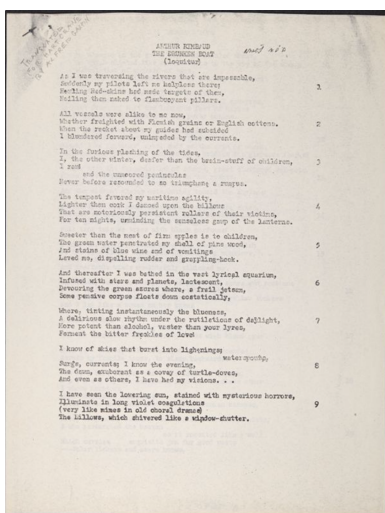 ARTHUR RIMBAUD
THE DRUNKEN BOAT
(loquitur)
As I was traversing the rivers that are impassable,
Suddenly my pilots left me helpless there;
Red-skins had made targets of them,
Nailing them naked to flamboyant pillars.
1
All vessels were alike to me now,
Whether freighted with Flemish grains or English cottons.
When the racket about my guides had subsided
I blundered forward, unimpeded by the currents.
2
In the furious plashing of the tides,
I, the other winter, deafer than the brain-stuff of children,
I ran!
and the unmoored peninsulas
Never before succumbed to so triumphant a rumpus.
3
The tempest favored my maritime agility,
Lighter than cork I danced upon the billows
That are notoriously persistent rollers of their victims,
For ten nights, unminding the senseless gasp of the lanterns.
4
Sweeter than the meat of firm apples is to children,
The green water penetrated my shell of pine wood,
And stains of blue wine and of vomitings
Laved me, dispelling rudder and grappling-hook.
5
And thereafter I was bathed in the vast lyrical aquarium,
Infused with stars and planets, lactescent,
Devouring the green azures where, a frail jetsam,
Some pensive corpse floats down ecstatically,
6
Where, tinting instantaneously the blueness,
A delirious slow rhythm under the rutilations of daylight,
More potent than alcohol, vaster than your lyres,
Ferment the bitter freckles of love!
7
I know of skies that burst into lightnings;
waterspouts,
Surge, currents; I know the evening,
The dawn, exuberant as a covey of turtle-doves,
And even as others, I have had my visions. . .
8
I have seen the lowering sun, stained with mysterious horrors,
Illuminate in long violet coagulations
(very like mimes in old choral dramas)
The billows, which shivered like a window-shutter.
9